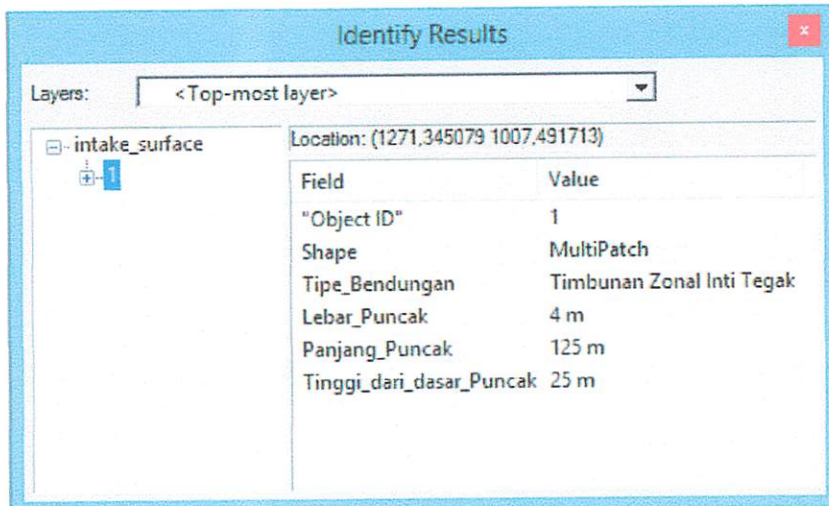 Identify Results
x
Layers: <Top-most layer>
intake_surface
1
Location: (1271,345079 1007,491713)
Field Value
"Object ID" 1
Shape MultiPatch
Tipe_Bendungan Timbunan Zonal Inti Tegak
Lebar_Puncak 4 m
Panjang_Puncak 125 m
Tinggi_dari_dasar_Puncak 25 m